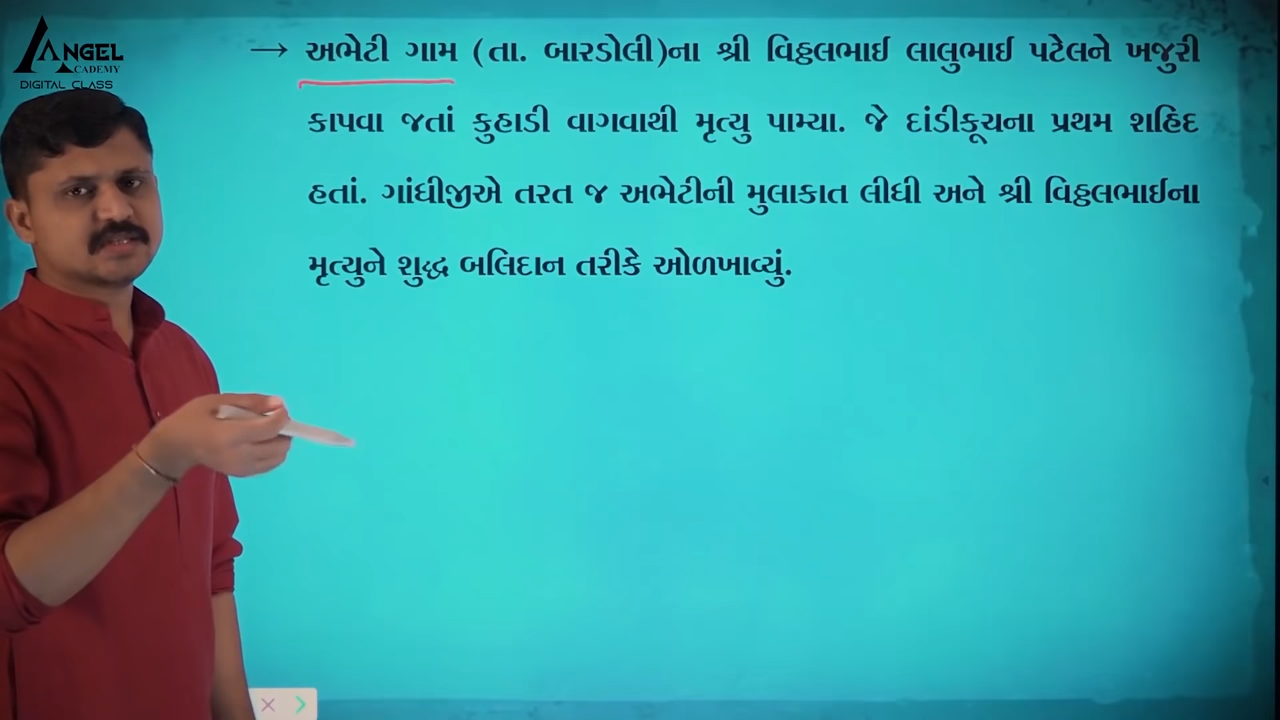 ANGEL
ACADEMY
DIGITAL CLASS
→ અભેટી ગામ (તા. બારડોલી)ના શ્રી વિઠ્ઠલભાઈ લાલુભાઈ પટેલને ખજુરી
કાપવા જતાં કુહાડી વાગવાથી મૃત્યુ પામ્યા. જે દાંડીકૂચના પ્રથમ શહિદ
હતાં. ગાંધીજીએ તરત જ અભેટીની મુલાકાત લીધી અને શ્રી વિઠ્ઠલભાઈના
મૃત્યુને શુદ્ધ બલિદાન તરીકે ઓળખાવ્યું.